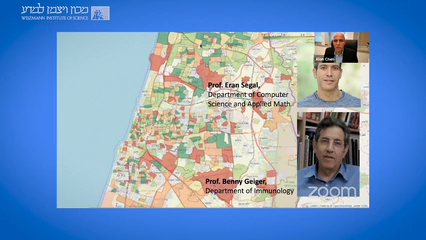 מכון ויצמן למדע
WEIZMANN INSTITUTE OF SCIENCE
Prof. Eran Segal,
Department of Computer
Science and Applied Math
Prof. Benny Geiger,
Department of Immunology
zoom